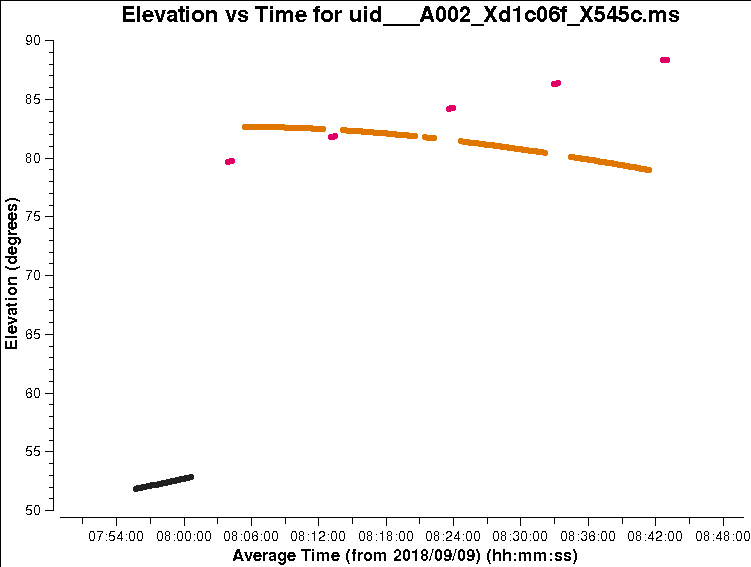 Elevation vs Time for uid___A002_Xd1c06f_X545c.ms
90
85
80
75
70
65
60
55
50
Elevation (degrees)
07:54:00 08:00:00 08:06:00 08:12:00 08:18:00 08:24:00 08:30:00 08:36:00 08:42:00 08:48:00
Average Time (from 2018/09/09) (hh:mm:ss)